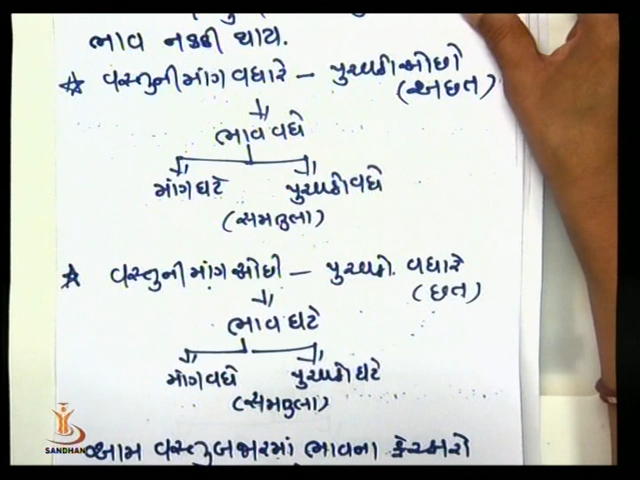 ભાવ નક્કી થાય.
☆ વસ્તુની માંગ વધારે – પુરવઠો ઓછો
(અછત)
ભાવ વધે
માંગ ઘટે પુરવઠો વધે
(સમતુલા)
☆ વસ્તુની માંગ ઓછી – પુરવઠો વધારે
(છત)
ભાવ ઘટે
માંગ વધે પુરવઠો ઘટે
(સમતુલા)
આમ વસ્તુબજારમાં ભાવના ફેરફારો
SANDHAN